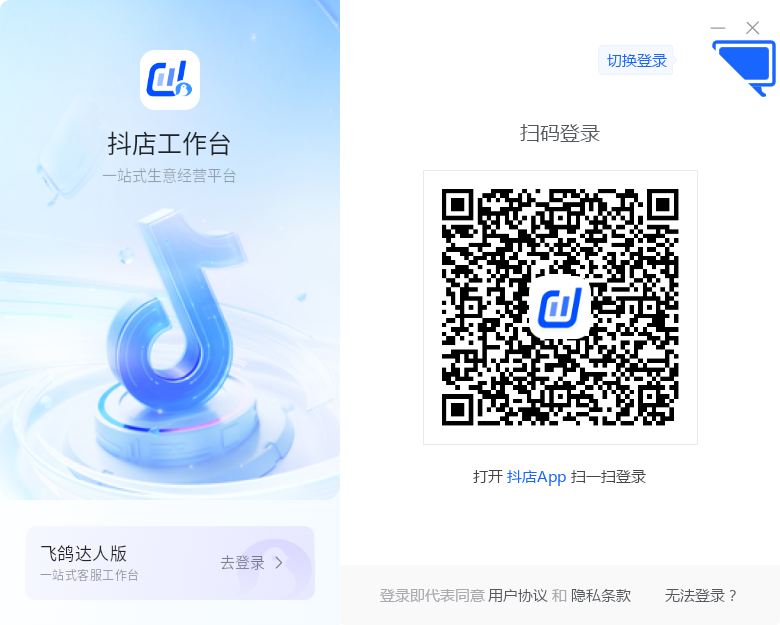 抖店工作台
一站式生意经营平台
飞鸽达人版
一站式客服工作台
去登录
切换登录
扫码登录
打开 抖店App 扫一扫登录
登录即代表同意 用户协议 和 隐私条款
无法登录？